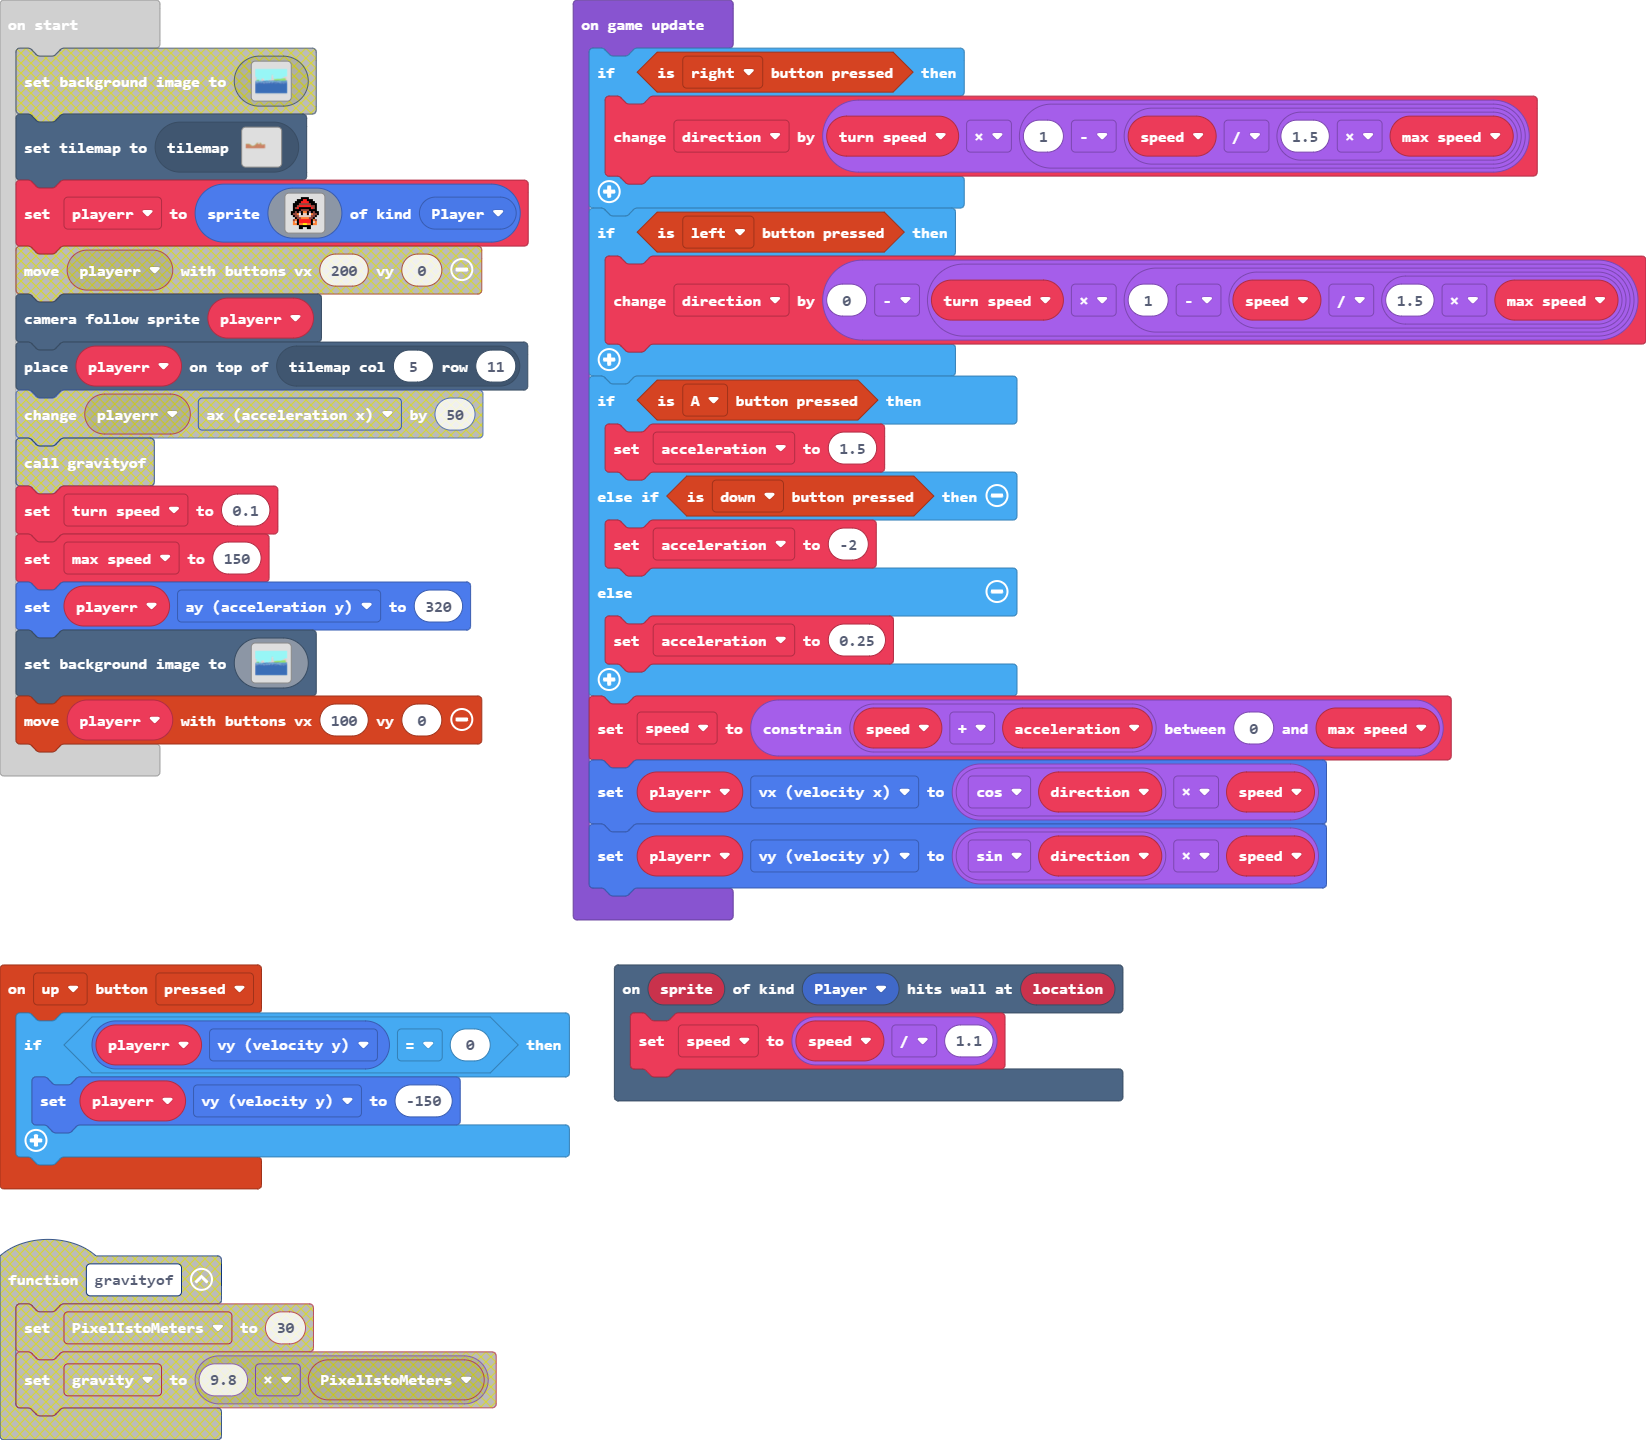 on start
set background image to
set tilemap to tilemap
set playerr to sprite of kind Player
move playerr with buttons vx 200 vy 0
camera follow sprite playerr
place playerr on top of tilemap col 5 row 11
change playerr ax (acceleration x) by 50
call gravityof
set turn speed to 0.1
set max speed to 150
set playerr ay (acceleration y) to 320
set background image to
move playerr with buttons vx 100 vy 0
on game update
if is right button pressed then
change direction by turn speed × 1 - speed / 1.5 × max speed
if is left button pressed then
change direction by 0 - turn speed × 1 - speed / 1.5 × max speed
if is A button pressed then
set acceleration to 1.5
else if is down button pressed then
set acceleration to -2
else
set acceleration to 0.25
set speed to constrain speed + acceleration between 0 and max speed
set playerr vx (velocity x) to cos direction × speed
set playerr vy (velocity y) to sin direction × speed
on up button pressed
if playerr vy (velocity y) = 0 then
set playerr vy (velocity y) to -150
on sprite of kind Player hits wall at location
set speed to speed / 1.1
function gravityof
set PixelIstoMeters to 30
set gravity to 9.8 × PixelIstoMeters